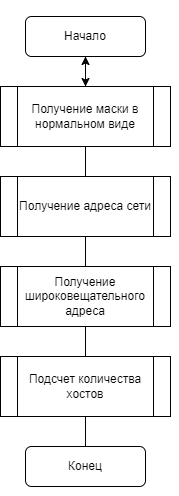 Начало
Получение маски в
нормальном виде
Получение адреса сети
Получение
широковещательного
адреса
Подсчет количества
хостов
Конец